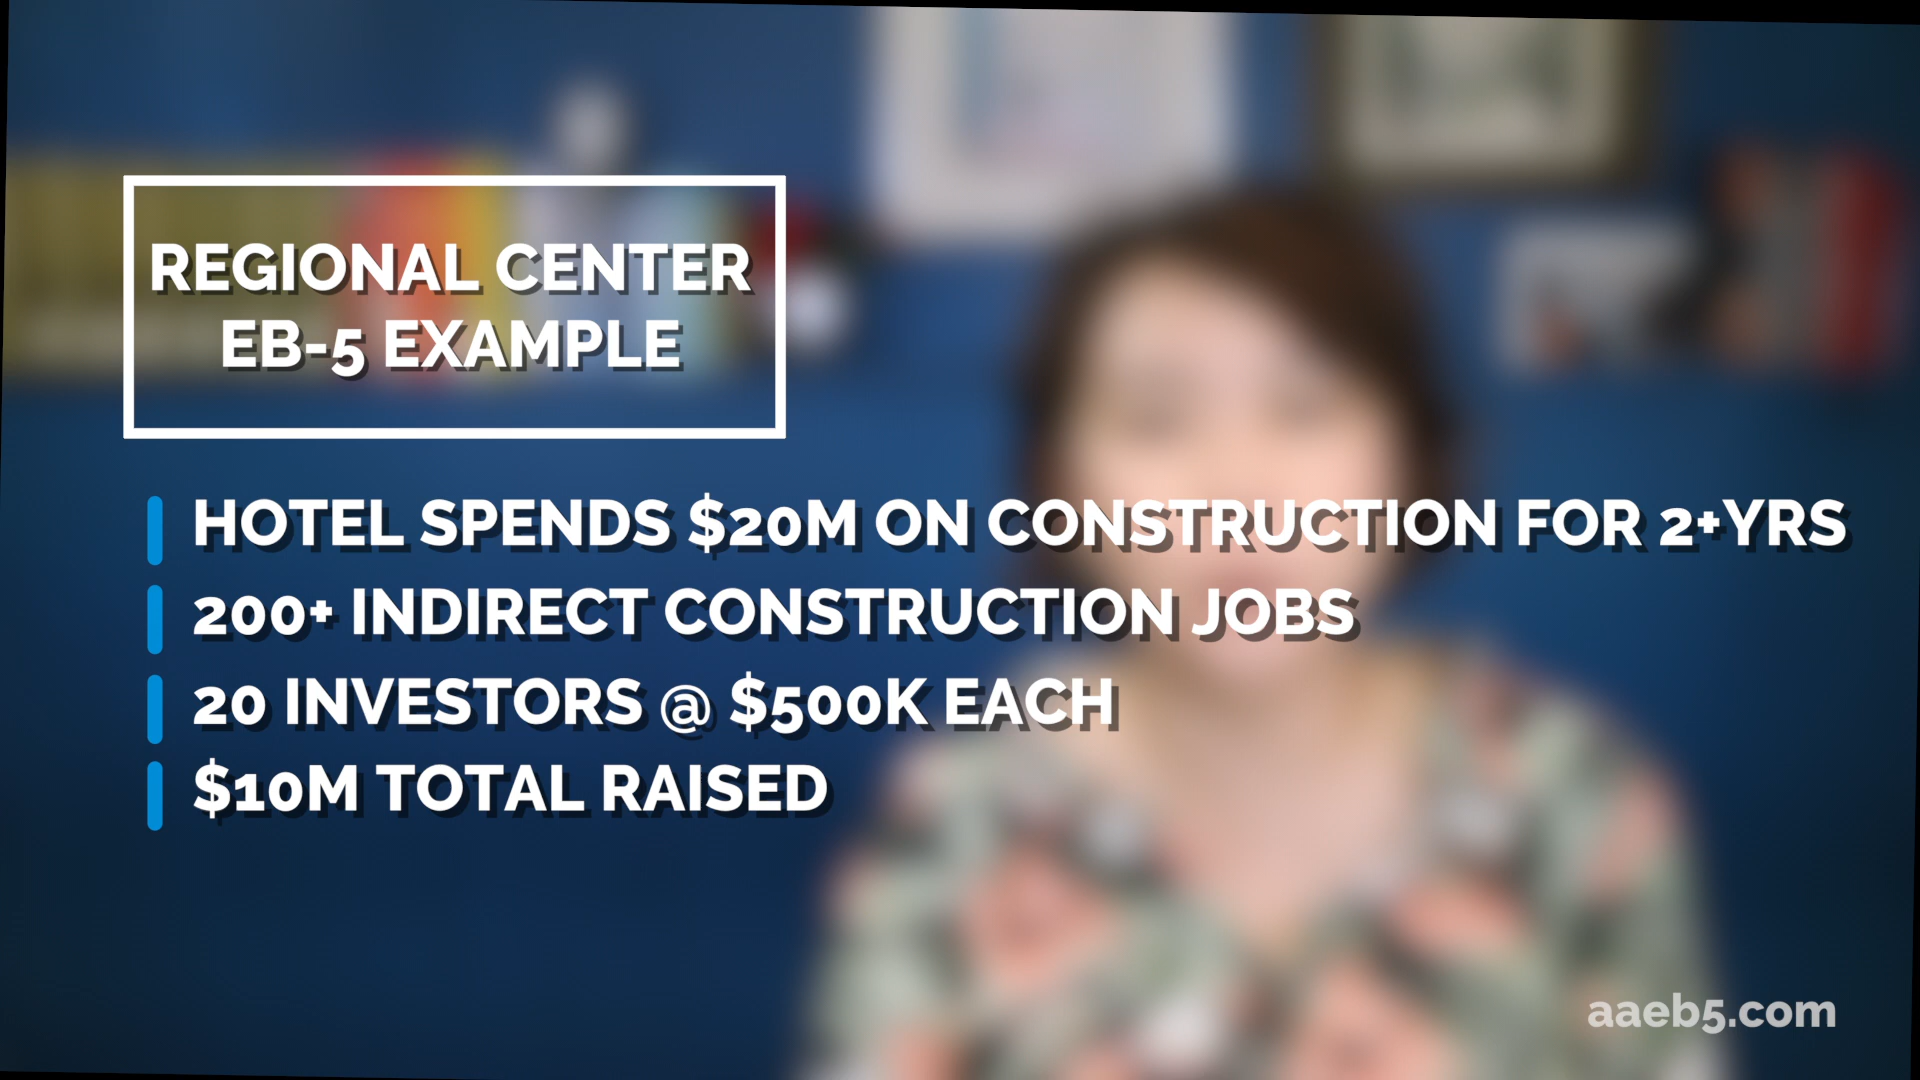 REGIONAL CENTER
EB-5 EXAMPLE
HOTEL SPENDS $20M ON CONSTRUCTION FOR 2+YRS
200+ INDIRECT CONSTRUCTION JOBS
20 INVESTORS @ $500K EACH
$10M TOTAL RAISED
aaeb5.com